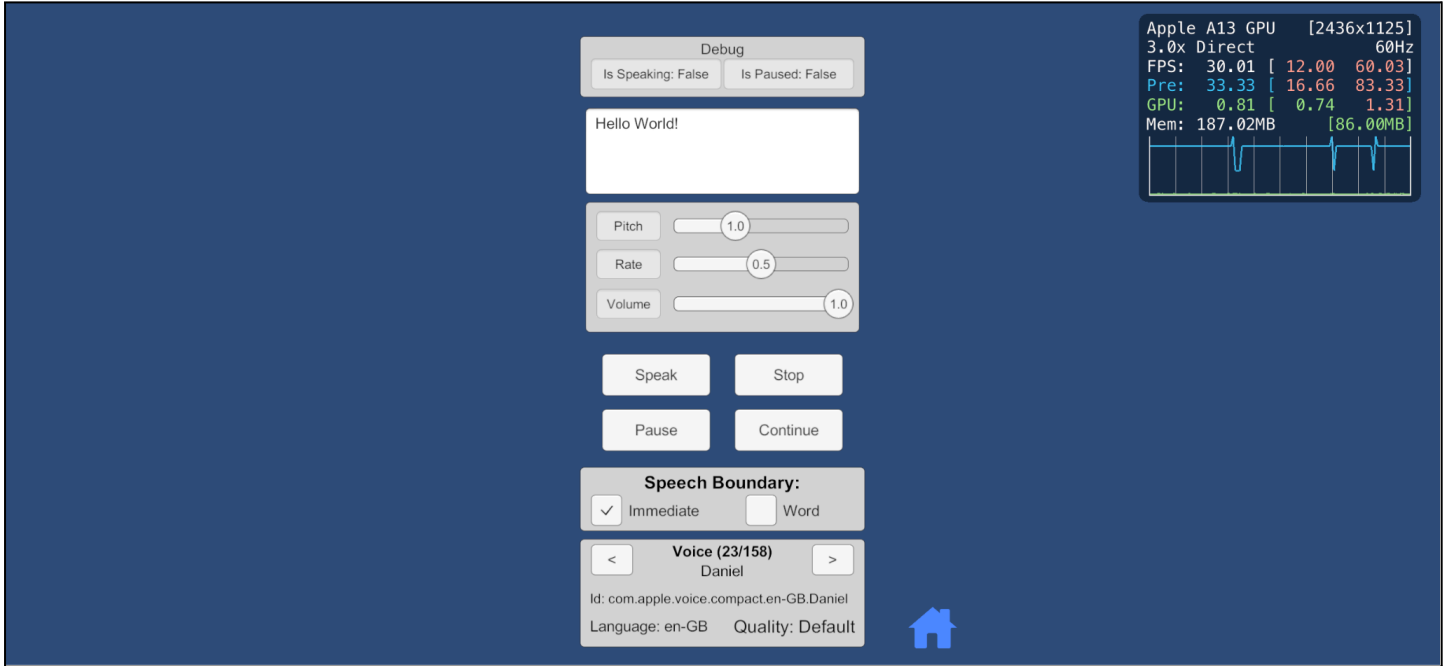 Debug
Is Speaking: False Is Paused: False
Hello World!
Pitch 1.0
Rate 0.5
Volume 1.0
Speak Stop
Pause Continue
Speech Boundary:
✓ Immediate Word
< Voice (23/158) >
Daniel
Id: com.apple.voice.compact.en-GB.Daniel
Language: en-GB Quality: Default
Apple A13 GPU [2436x1125]
3.0x Direct 60Hz
FPS: 30.01 [ 12.00 60.03]
Pre: 33.33 [ 16.66 83.33]
GPU: 0.81 [ 0.74 1.31]
Mem: 187.02MB [86.00MB]